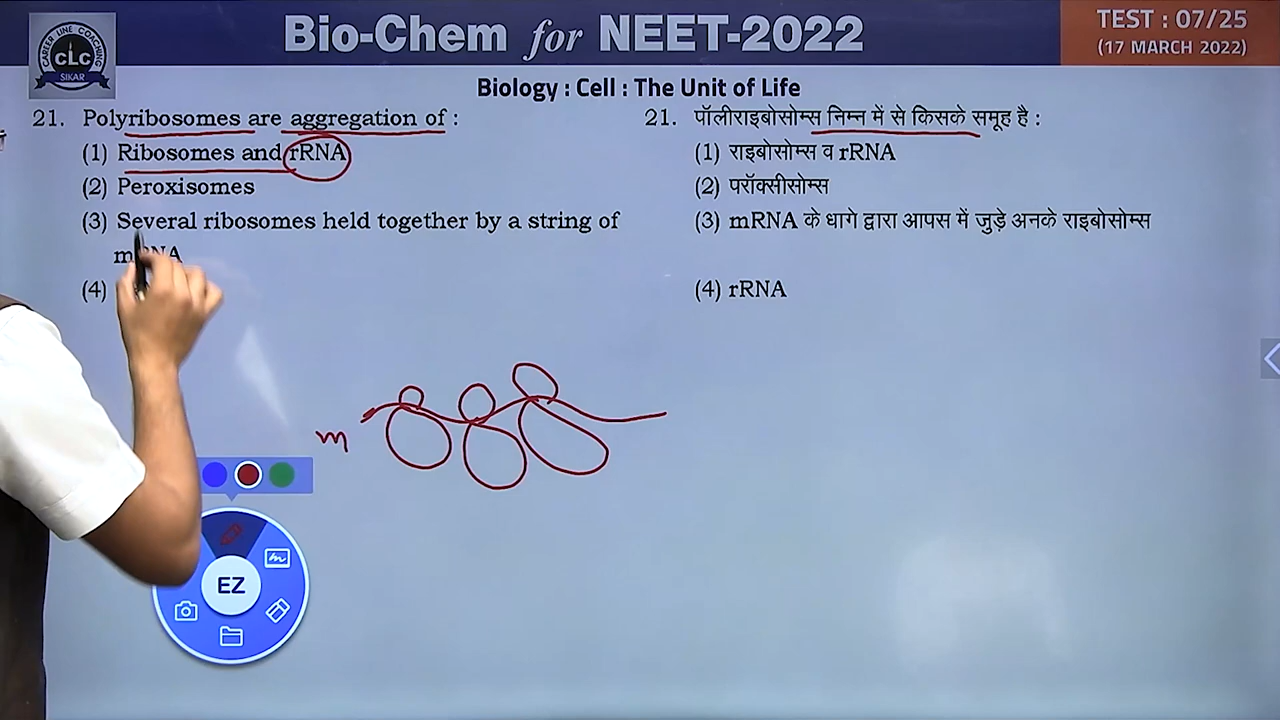 CAREER LINE COACHING
CLC
SIKAR
Bio-Chem for NEET-2022
TEST : 07/25
(17 MARCH 2022)
Biology : Cell : The Unit of Life
21. Polyribosomes are aggregation of :
(1) Ribosomes and rRNA
(2) Peroxisomes
(3) Several ribosomes held together by a string of
mRNA
(4)
21. पॉलीराइबोसोम्स निम्न में से किसके समूह है :
(1) राइबोसोम्स व rRNA
(2) परॉक्सीसोम्स
(3) mRNA के धागे द्वारा आपस में जुड़े अनके राइबोसोम्स
(4) rRNA
m
EZ